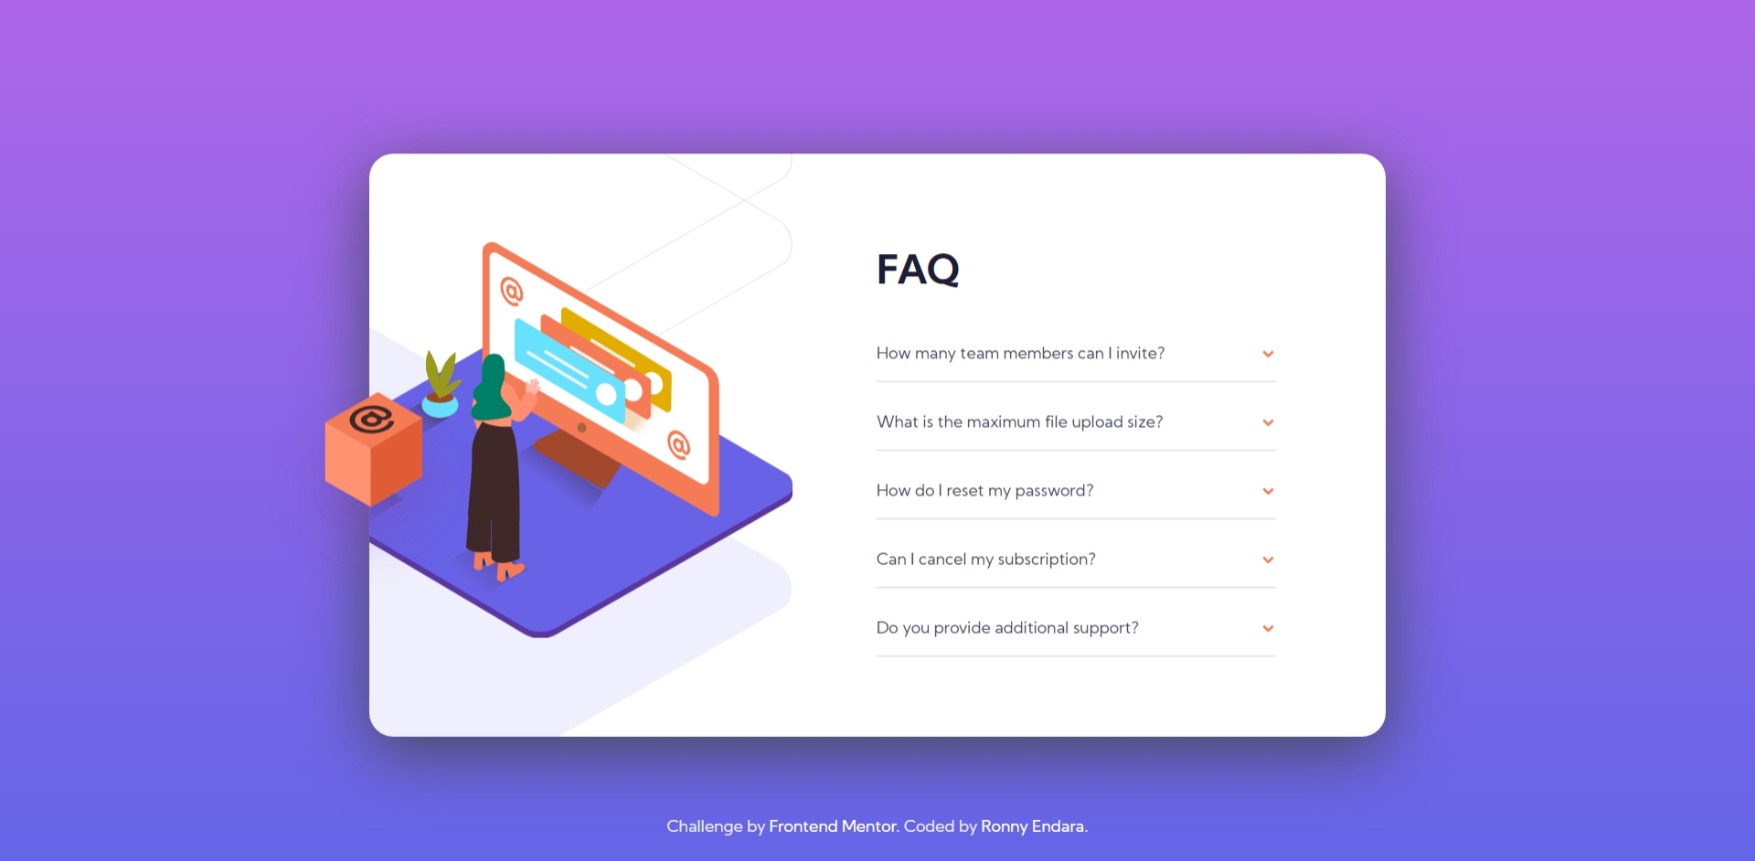 FAQ
How many team members can I invite?
What is the maximum file upload size?
How do I reset my password?
Can I cancel my subscription?
Do you provide additional support?
@
@
@
Challenge by Frontend Mentor. Coded by Ronny Endara.